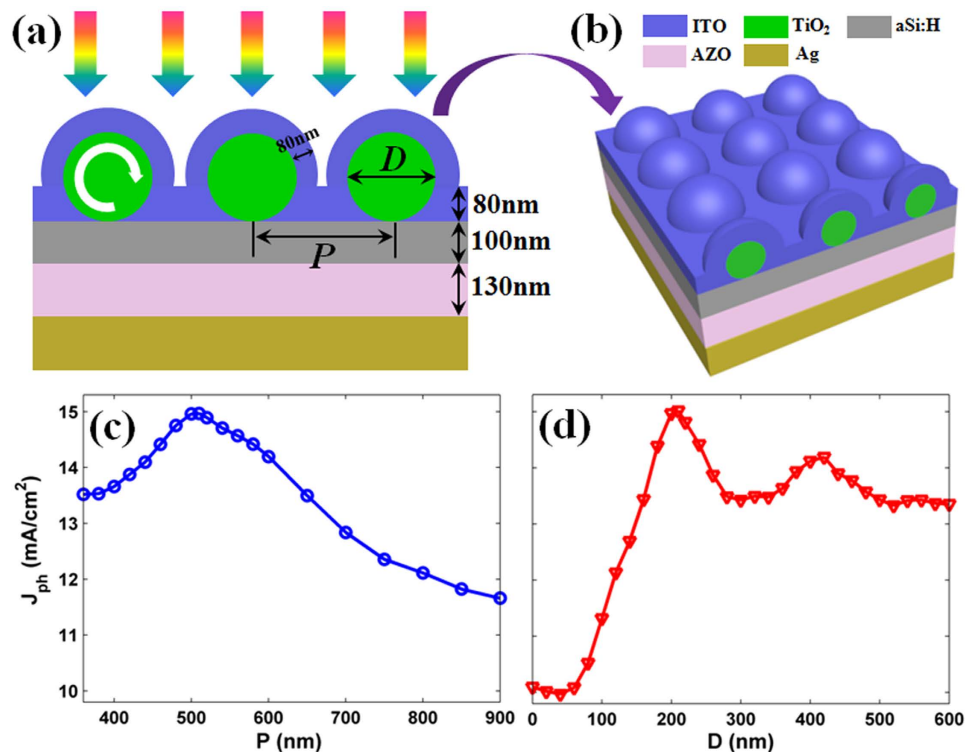 (a)
80nm
D
P
80nm
100nm
130nm
(b)
ITO TiO₂ aSi:H
AZO Ag
(c)
15
14
13
12
11
10
J_ph (mA/cm²)
400 500 600 700 800 900
P (nm)
(d)
0 100 200 300 400 500 600
D (nm)